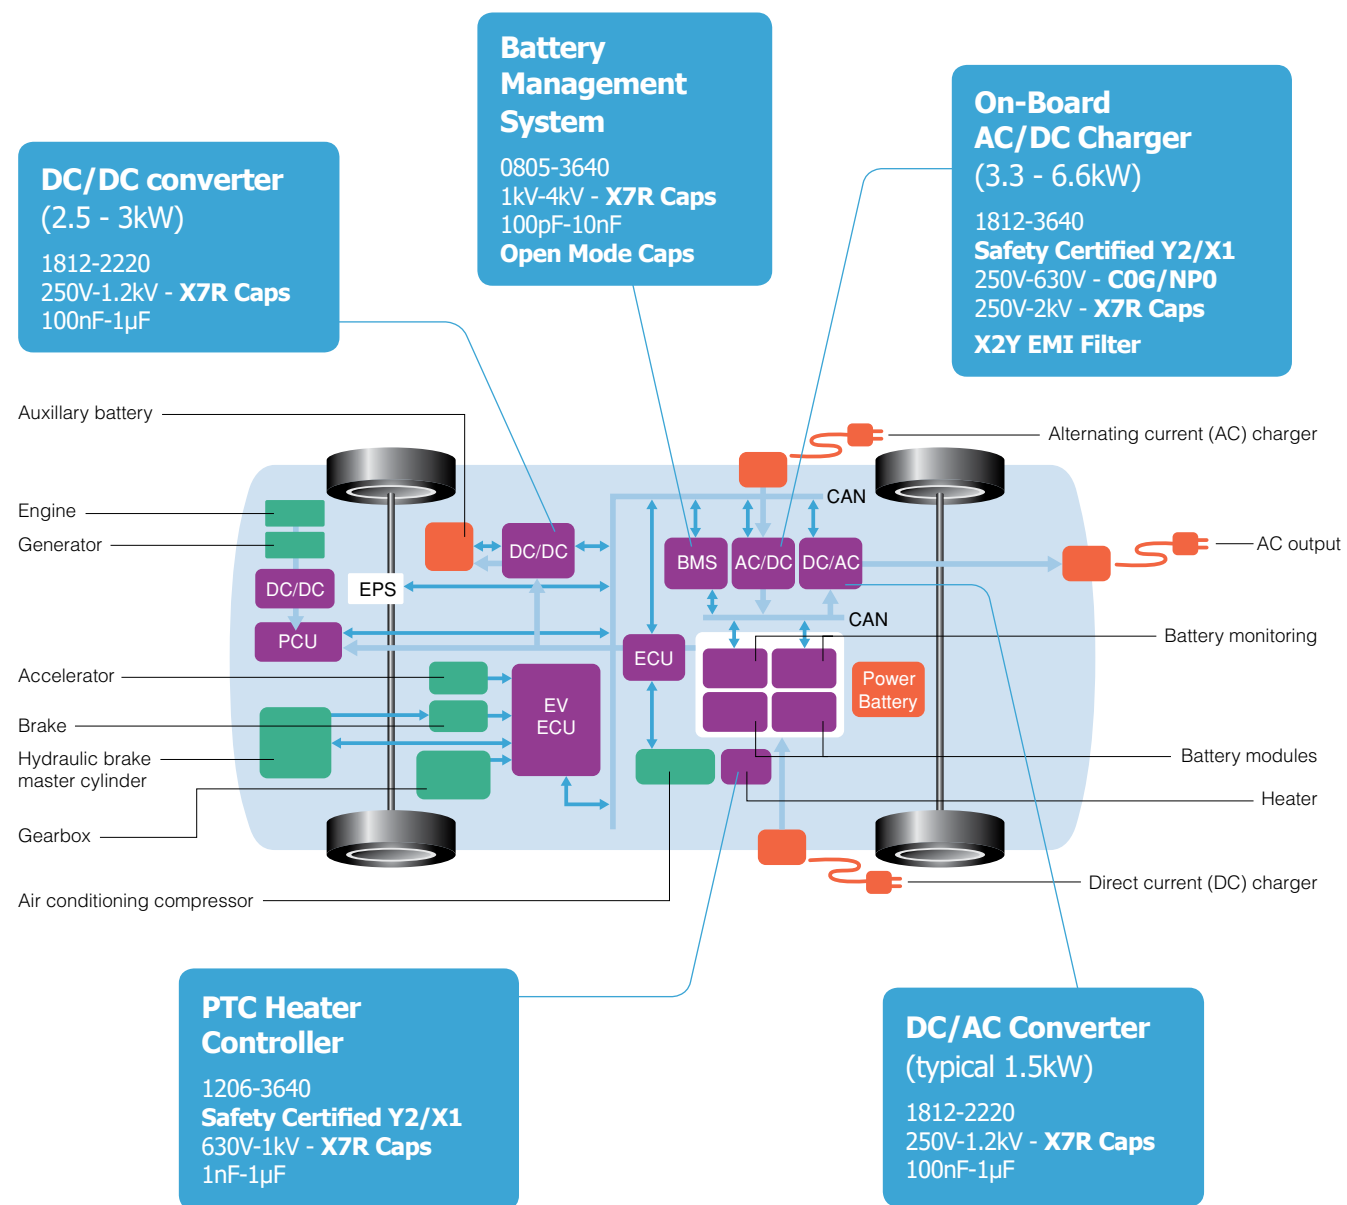 Battery
Management
System
0805-3640
1kV-4kV - X7R Caps
100pF-10nF
Open Mode Caps
On-Board
AC/DC Charger
(3.3 - 6.6kW)
1812-3640
Safety Certified Y2/X1
250V-630V - C0G/NP0
250V-2kV - X7R Caps
X2Y EMI Filter
DC/DC converter
(2.5 - 3kW)
1812-2220
250V-1.2kV - X7R Caps
100nF-1µF
Auxillary battery
Alternating current (AC) charger
CAN
Engine
Generator
AC output
DC/DC
BMS
AC/DC
DC/AC
DC/DC
EPS
CAN
PCU
ECU
Battery monitoring
Accelerator
Power
Battery
EV
ECU
Brake
Hydraulic brake
master cylinder
Battery modules
Heater
Gearbox
Direct current (DC) charger
Air conditioning compressor
PTC Heater
Controller
1206-3640
Safety Certified Y2/X1
630V-1kV - X7R Caps
1nF-1µF
DC/AC Converter
(typical 1.5kW)
1812-2220
250V-1.2kV - X7R Caps
100nF-1µF